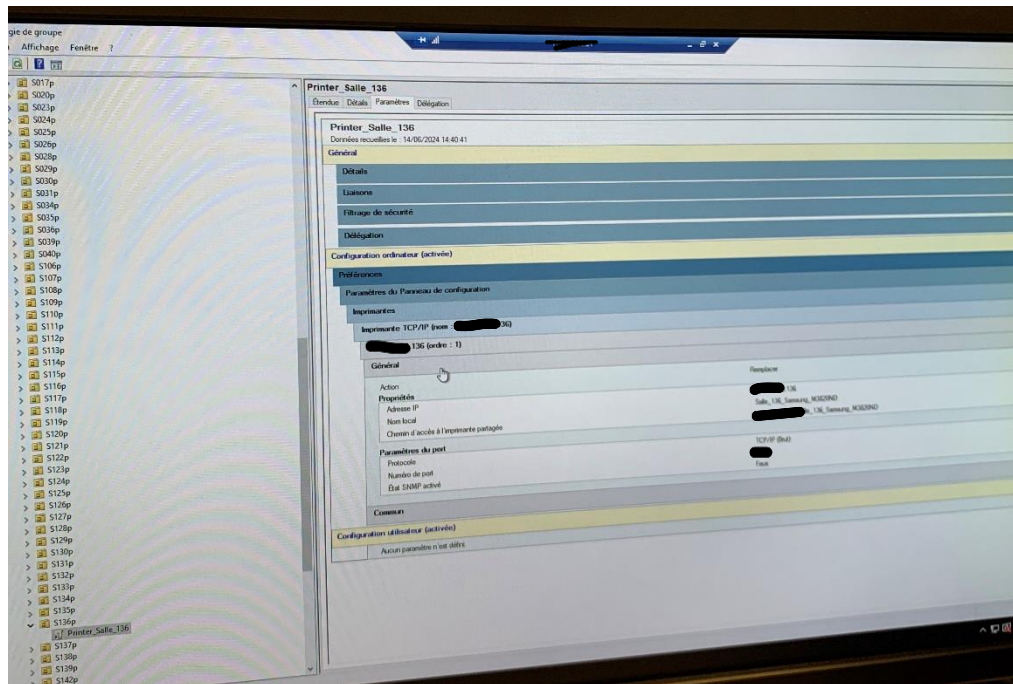 gie de groupe
Affichage Fenêtre ?
S017p
S020p
S023p
S024p
S025p
S026p
S028p
S029p
S030p
S031p
S034p
S035p
S036p
S039p
S040p
S106p
S107p
S108p
S109p
S110p
S111p
S112p
S113p
S114p
S115p
S116p
S117p
S118p
S119p
S120p
S121p
S122p
S123p
S124p
S125p
S126p
S127p
S128p
S129p
S130p
S131p
S132p
S133p
S134p
S135p
S136p
Printer_Salle_136
S137p
S138p
S139p
S142p
Printer_Salle_136
Étendue Détails Paramètres Délégation
Printer_Salle_136
Données recueillies le : 14/06/2024 14:40:41
Général
Détails
Liaisons
Filtrage de sécurité
Délégation
Configuration ordinateur (activée)
Préférences
Paramètres du Panneau de configuration
Imprimantes
Imprimante TCP/IP (nom : 36)
136 (ordre : 1)
Général
Action Remplacer
Propriétés
Adresse IP 136
Nom local Salle_136_Samsung_M3820ND
Chemin d'accès à l'imprimante partagée _136_Samsung_M3820ND
Paramètres du port
Protocole TCP/IP (Brut)
Numéro de port
État SNMP activé Faux
Commun
Configuration utilisateur (activée)
Aucun paramètre n'est défini.